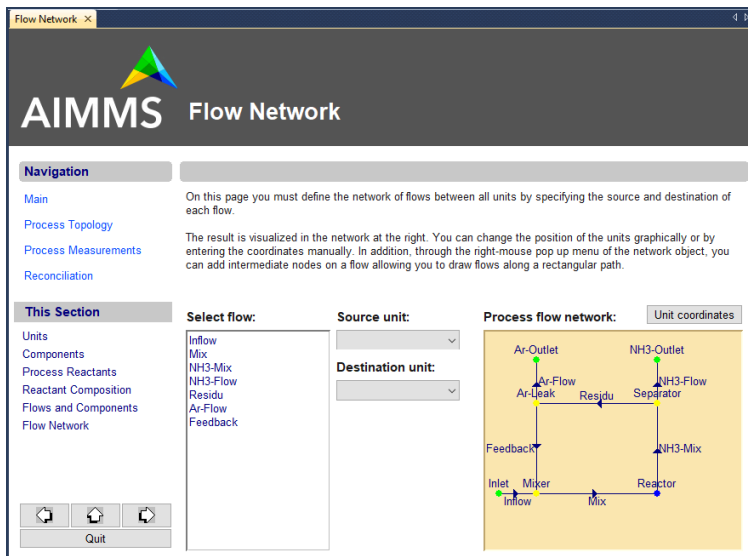 Flow Network ×
AIMMS Flow Network
Navigation
Main
Process Topology
Process Measurements
Reconciliation
On this page you must define the network of flows between all units by specifying the source and destination of
each flow.
The result is visualized in the network at the right. You can change the position of the units graphically or by
entering the coordinates manually. In addition, through the right-mouse pop up menu of the network object, you
can add intermediate nodes on a flow allowing you to draw flows along a rectangular path.
This Section
Units
Components
Process Reactants
Reactant Composition
Flows and Components
Flow Network
Quit
Select flow:
Inflow
Mix
NH3-Mix
NH3-Flow
Residu
Ar-Flow
Feedback
Source unit:
Destination unit:
Process flow network:
Unit coordinates
Ar-Outlet NH3-Outlet
Ar-Flow NH3-Flow
Ar-Leak Residu Separator
Feedback NH3-Mix
Inlet Mixer Reactor
Inflow Mix